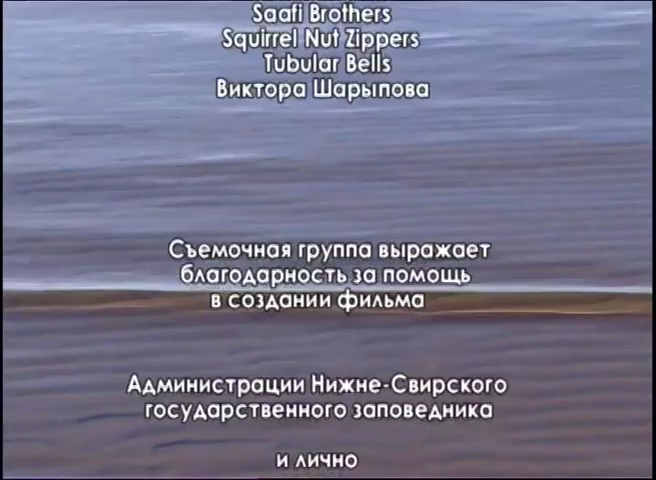 Saafi Brothers
Squirrel Nut Zippers
Tubular Bells
Виктора Шарыпова
Съемочная группа выражает
благодарность за помощь
в создании фильма
Администрации Нижне-Свирского
государственного заповедника
и лично